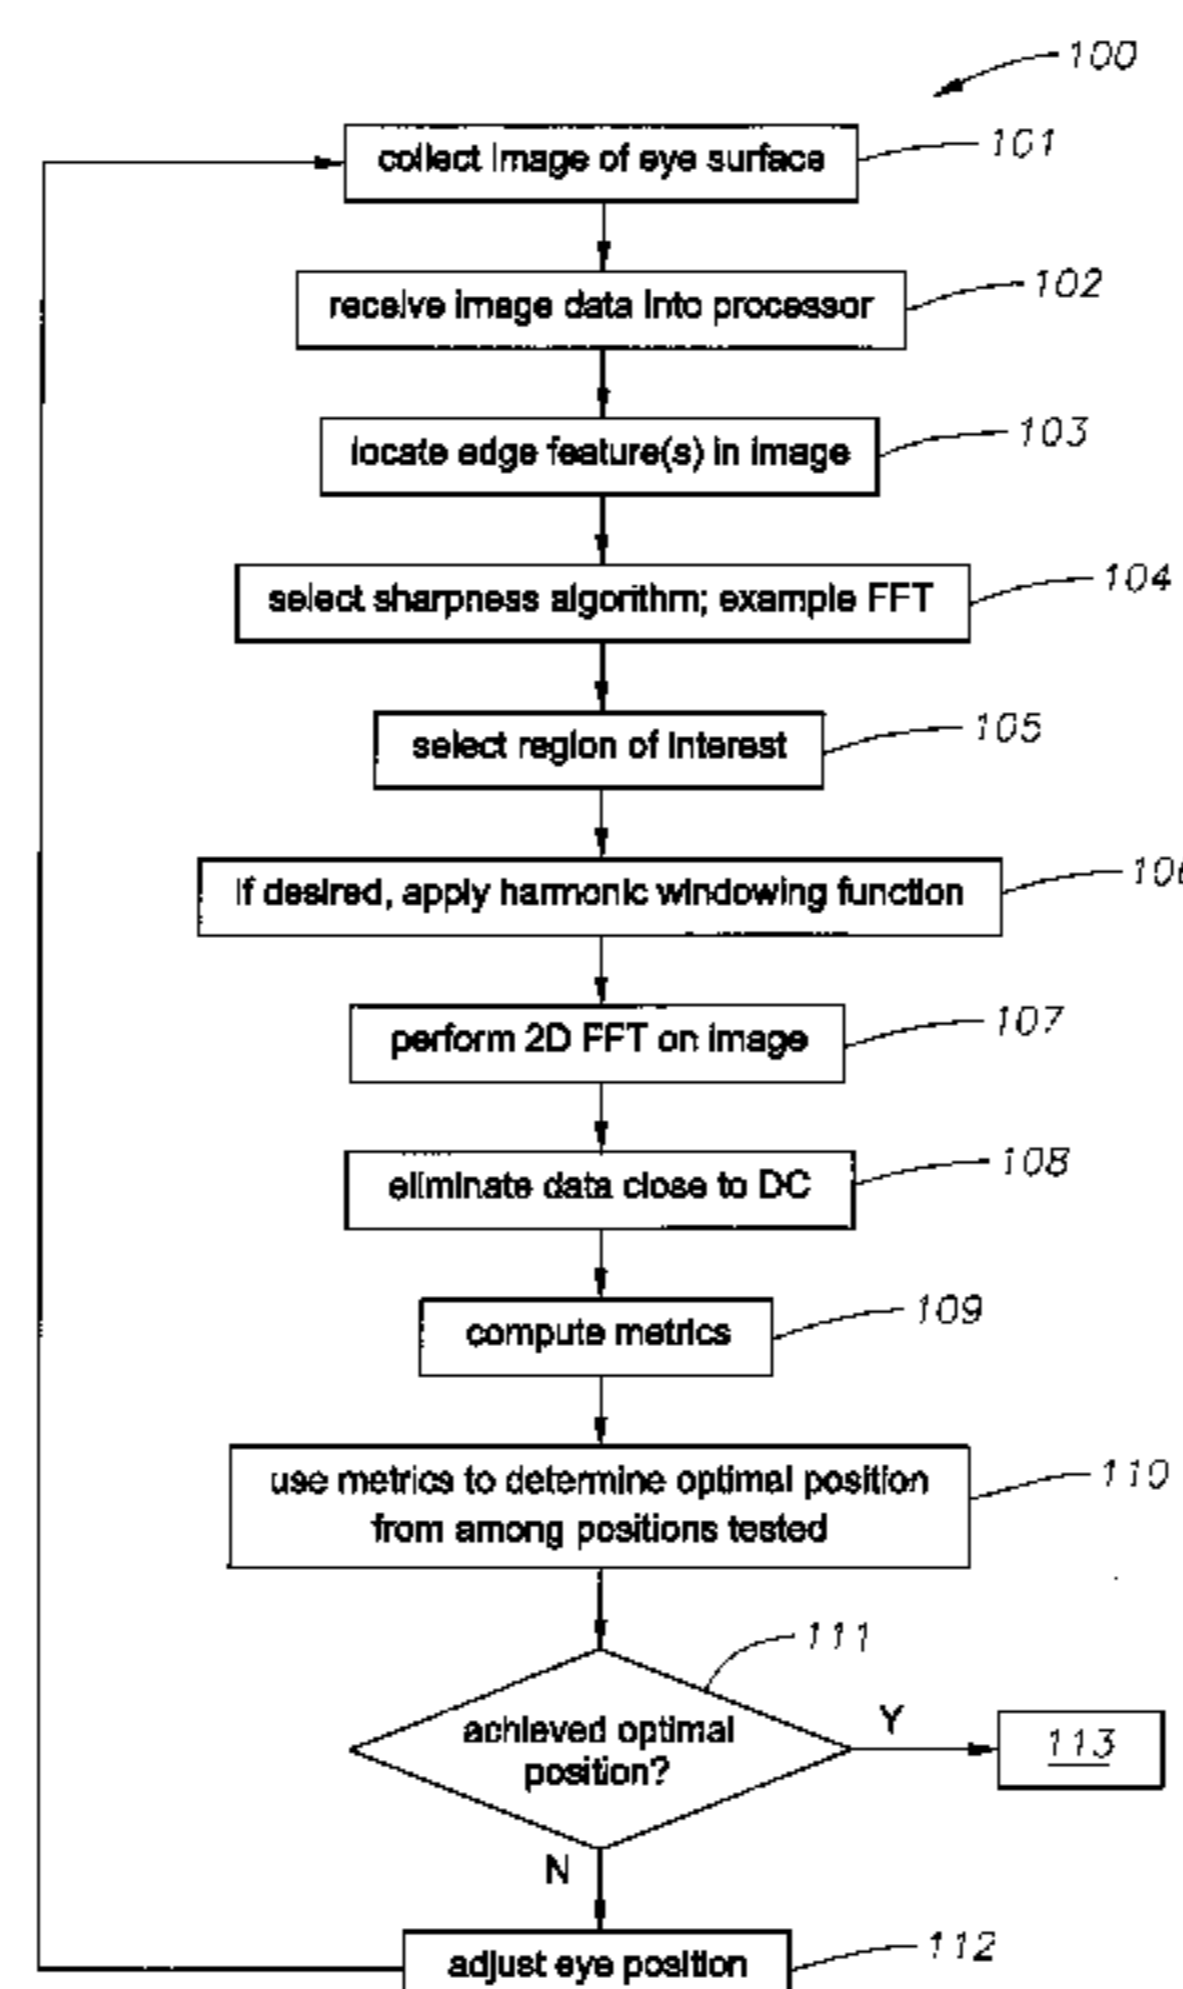 100
collect image of eye surface
101
receive image data into processor
102
locate edge feature(s) in image
103
select sharpness algorithm; example FFT
104
select region of interest
105
If desired, apply harmonic windowing function
106
perform 2D FFT on image
107
eliminate data close to DC
108
compute metrics
109
use metrics to determine optimal position
from among positions tested
110
111
achieved optimal
position?
Y
113
N
adjust eye position
112